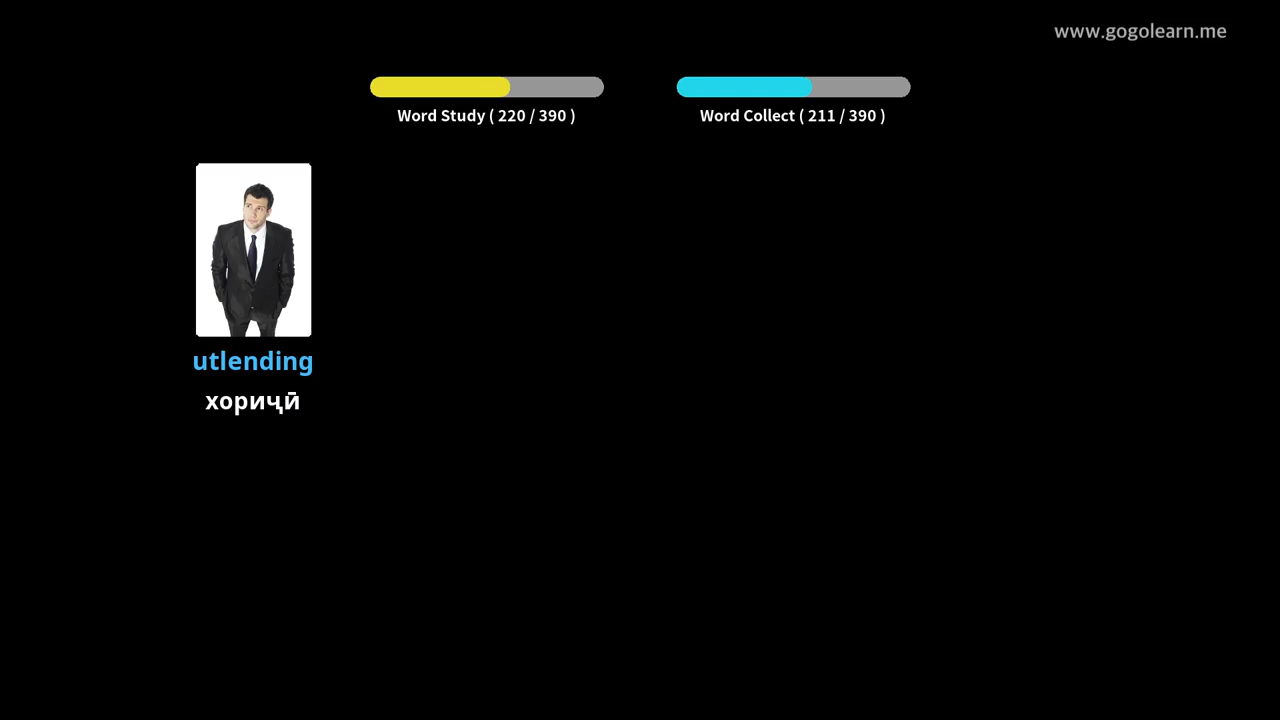 www.gogolearn.me
Word Study ( 220 / 390 )
Word Collect ( 211 / 390 )
utlending
хориҷӣ